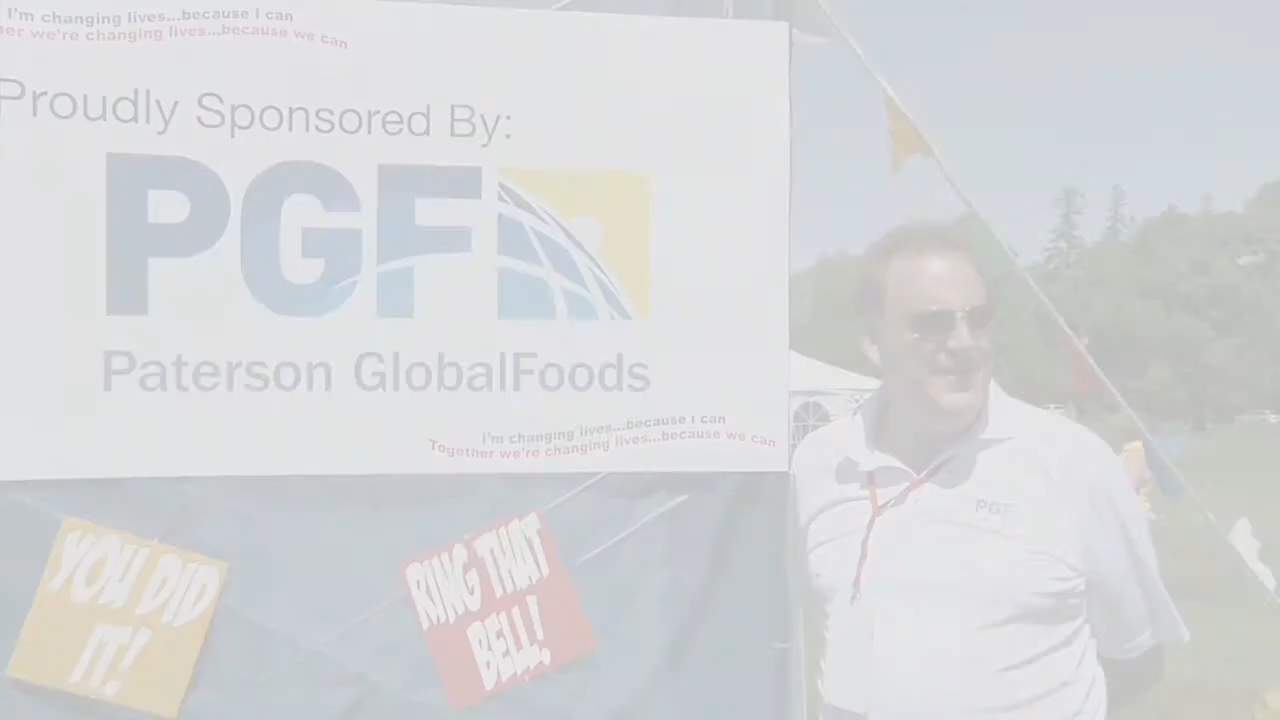 I'm changing lives...because I can
er we're changing lives...because we can
Proudly Sponsored By:
PGF
Paterson GlobalFoods
I'm changing lives...because I can
Together we're changing lives...because we can
YOU DID
IT!
RING THAT
BELL!
PGF